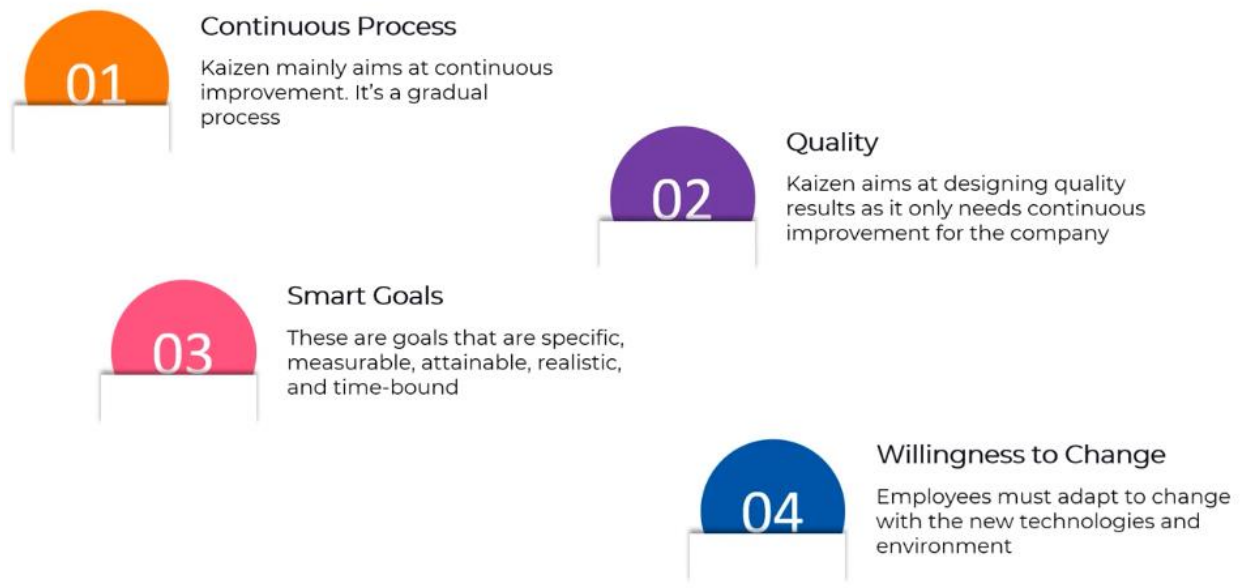 01
Continuous Process
Kaizen mainly aims at continuous
improvement. It's a gradual
process
02
Quality
Kaizen aims at designing quality
results as it only needs continuous
improvement for the company
03
Smart Goals
These are goals that are specific,
measurable, attainable, realistic,
and time-bound
04
Willingness to Change
Employees must adapt to change
with the new technologies and
environment